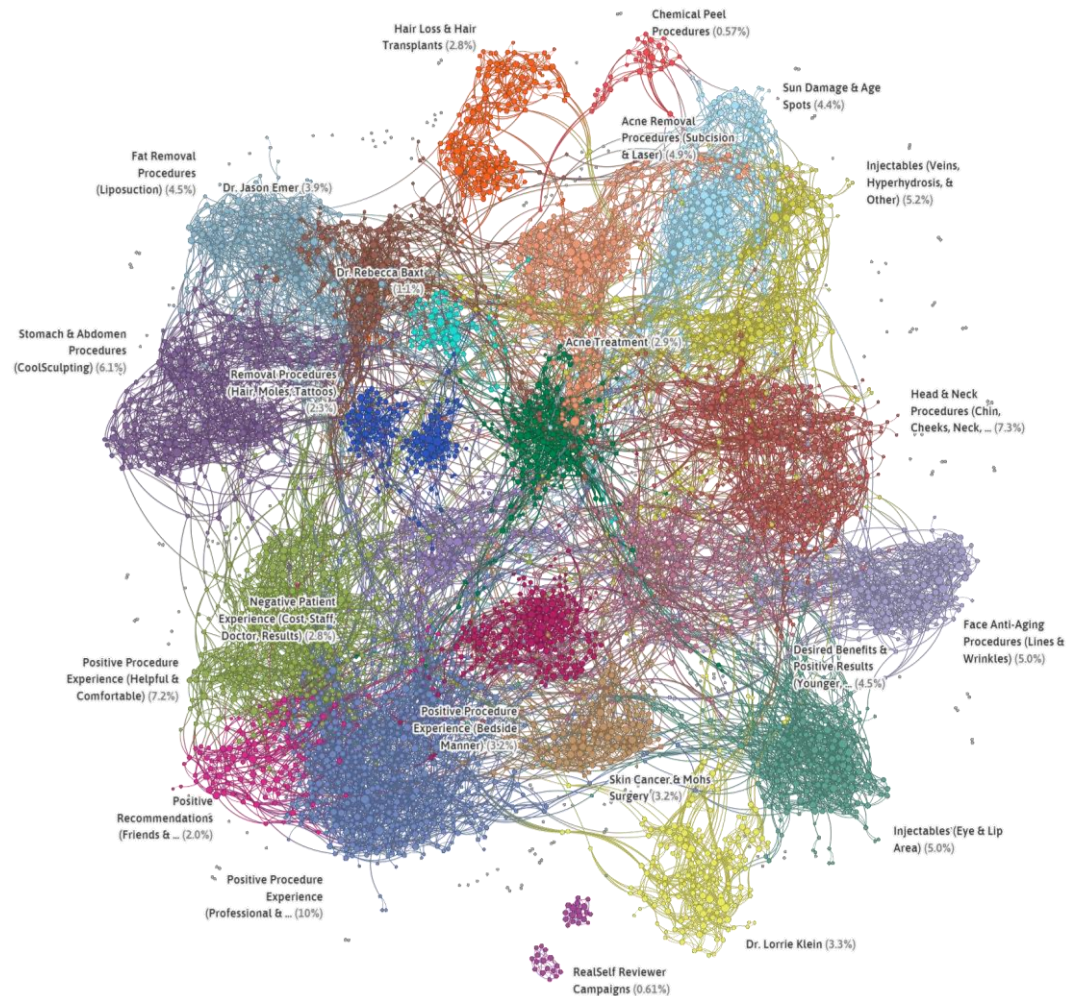 Chemical Peel
Procedures (0.57%)
Hair Loss & Hair
Transplants (2.8%)
Sun Damage & Age
Spots (4.4%)
Acne Removal
Procedures (Subcision
& Laser) (4.9%)
Fat Removal
Procedures
(Liposuction) (4.5%)
Dr. Jason Emer (3.9%)
Injectables (Veins,
Hyperhydrosis, &
Other) (5.2%)
Dr. Rebecca Baxt
(1.1%)
Stomach & Abdomen
Procedures
(CoolSculpting) (6.1%)
Acne Treatment (2.9%)
Removal Procedures
(Hair, Moles, Tattoos)
(2.3%)
Head & Neck
Procedures (Chin,
Cheeks, Neck, ... (7.3%)
Negative Patient
Experience (Cost, Staff,
Doctor, Results) (2.8%)
Face Anti-Aging
Procedures (Lines &
Wrinkles) (5.0%)
Desired Benefits &
Positive Results
(Younger, ... (4.5%)
Positive Procedure
Experience (Helpful &
Comfortable) (7.2%)
Positive Procedure
Experience (Bedside
Manner) (3.2%)
Skin Cancer & Mohs
Surgery (3.2%)
Positive
Recommendations
(Friends & ... (2.0%)
Injectables (Eye & Lip
Area) (5.0%)
Positive Procedure
Experience
(Professional & ... (10%)
Dr. Lorrie Klein (3.3%)
RealSelf Reviewer
Campaigns (0.61%)